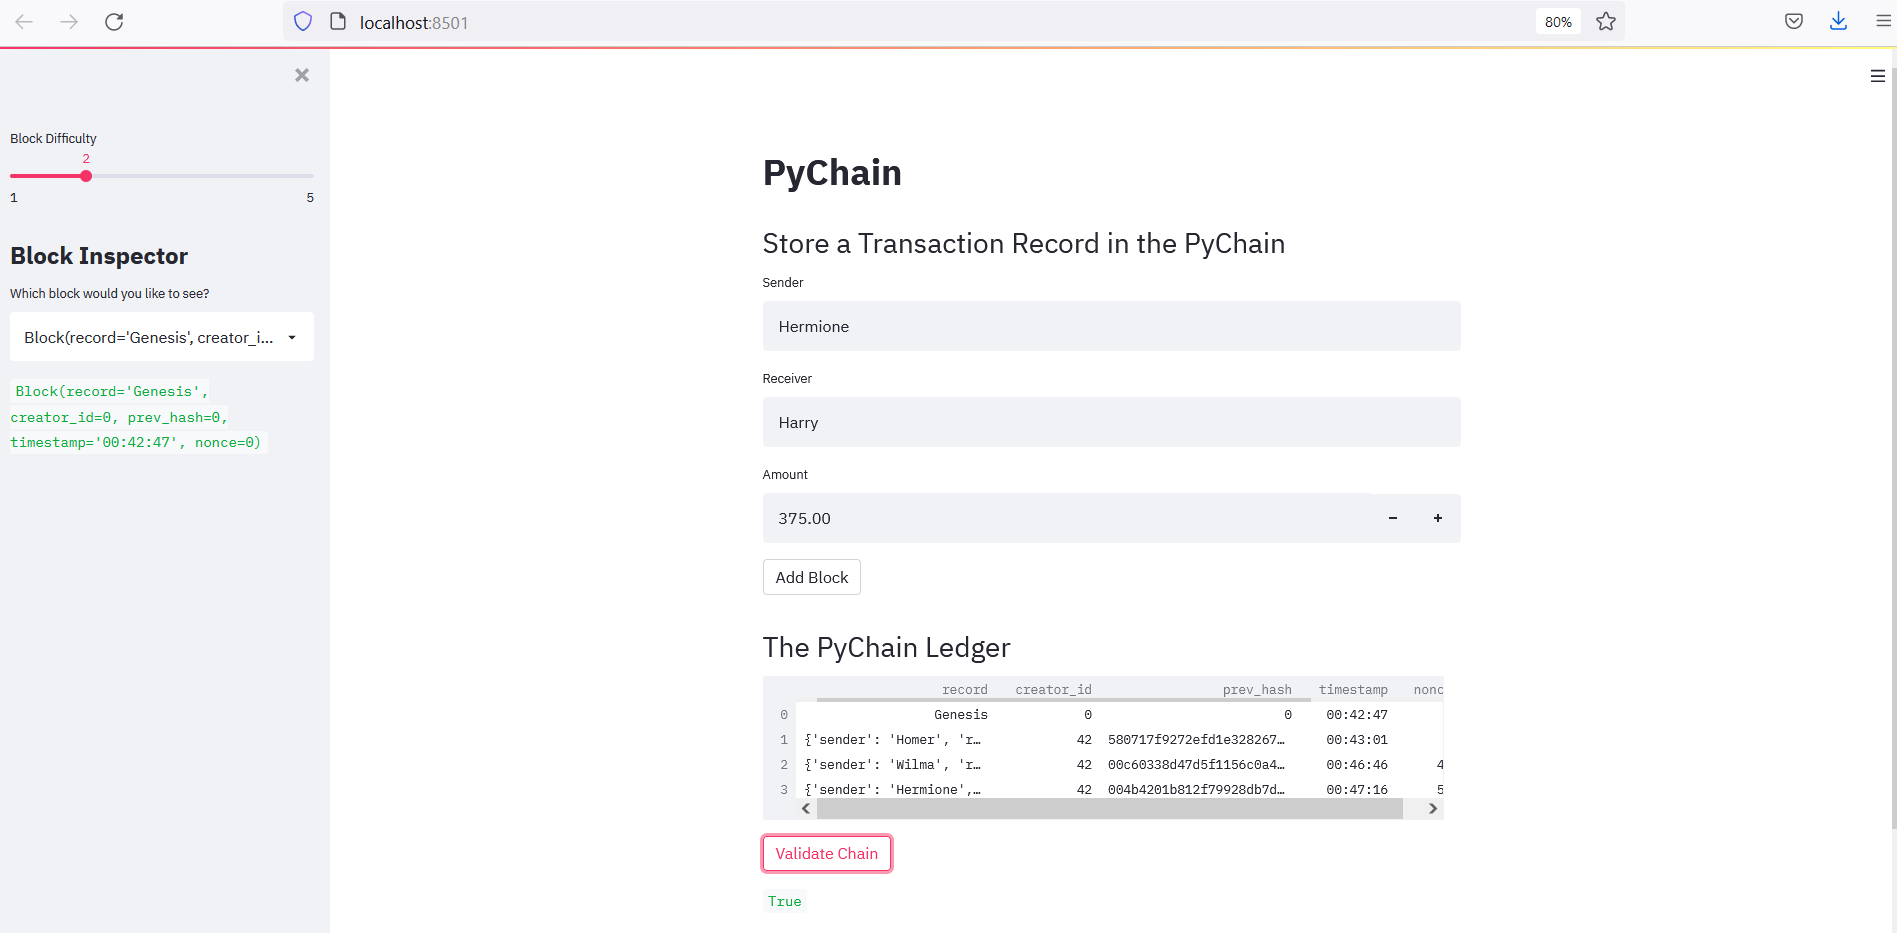 localhost:8501
80%
Block Difficulty
2
1 5
Block Inspector
Which block would you like to see?
Block(record='Genesis', creator_i...
Block(record='Genesis',
creator_id=0, prev_hash=0,
timestamp='00:42:47', nonce=0)
PyChain
Store a Transaction Record in the PyChain
Sender
Hermione
Receiver
Harry
Amount
375.00
Add Block
The PyChain Ledger
record creator_id prev_hash timestamp nonc
0 Genesis 0 0 00:42:47
1 {'sender': 'Homer', 'r… 42 580717f9272efd1e328267… 00:43:01
2 {'sender': 'Wilma', 'r… 42 00c60338d47d5f1156c0a4… 00:46:46 4
3 {'sender': 'Hermione',… 42 004b4201b812f79928db7d… 00:47:16 5
Validate Chain
True